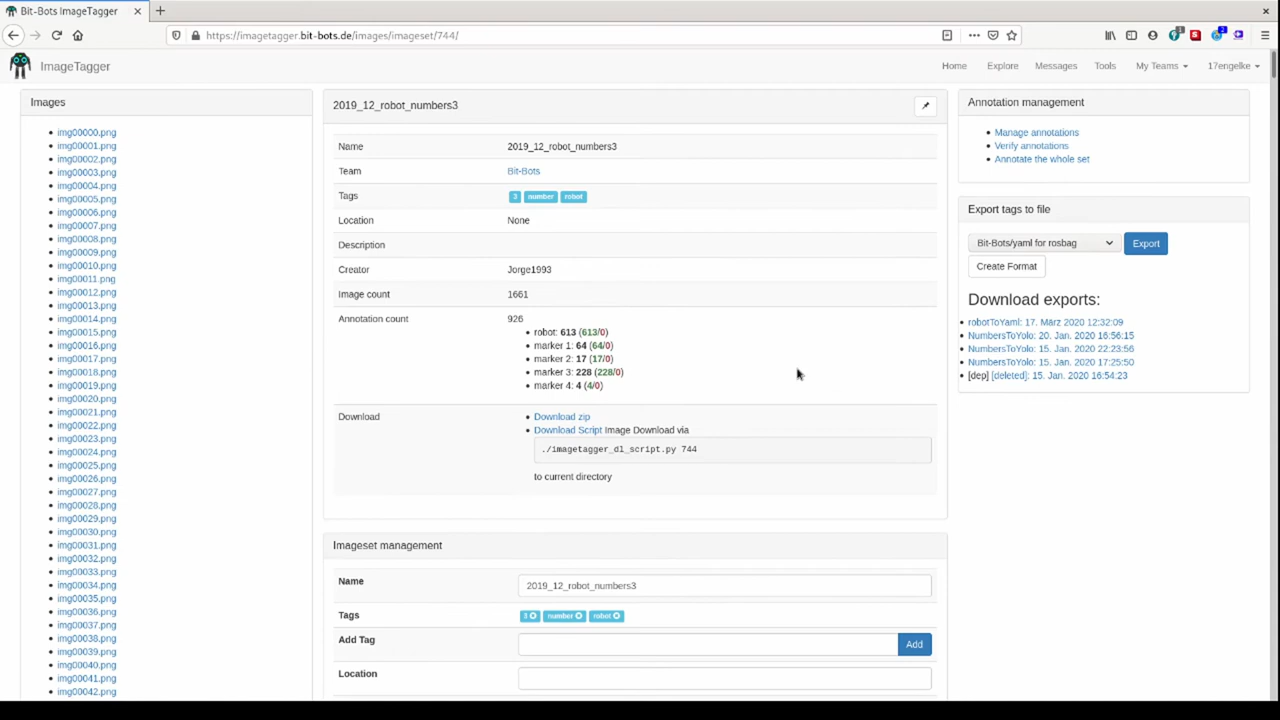 Bit-Bots ImageTagger
https://imagetagger.bit-bots.de/images/imageset/744/
ImageTagger
Home
Explore
Messages
Tools
My Teams
17engelke
Images
img00000.png
img00001.png
img00002.png
img00003.png
img00004.png
img00005.png
img00006.png
img00007.png
img00008.png
img00009.png
img00010.png
img00011.png
img00012.png
img00013.png
img00014.png
img00015.png
img00016.png
img00017.png
img00018.png
img00019.png
img00020.png
img00021.png
img00022.png
img00023.png
img00024.png
img00025.png
img00026.png
img00027.png
img00028.png
img00029.png
img00030.png
img00031.png
img00032.png
img00033.png
img00034.png
img00035.png
img00036.png
img00037.png
img00038.png
img00039.png
img00040.png
img00041.png
img00042.png
2019_12_robot_numbers3
Name 2019_12_robot_numbers3
Team Bit-Bots
Tags 3 number robot
Location None
Description
Creator Jorge1993
Image count 1661
Annotation count 926
robot: 613 (613/0)
marker 1: 64 (64/0)
marker 2: 17 (17/0)
marker 3: 228 (228/0)
marker 4: 4 (4/0)
Download
Download zip
Download Script Image Download via
./imagetagger_dl_script.py 744
to current directory
Imageset management
Name 2019_12_robot_numbers3
Tags 3 number robot
Add Tag Add
Location
Annotation management
Manage annotations
Verify annotations
Annotate the whole set
Export tags to file
Bit-Bots/yaml for rosbag Export
Create Format
Download exports:
robotToYaml: 17. März 2020 12:32:09
NumbersToYolo: 20. Jan. 2020 16:56:15
NumbersToYolo: 15. Jan. 2020 22:23:56
NumbersToYolo: 15. Jan. 2020 17:25:50
[dep] [deleted]: 15. Jan. 2020 16:54:23